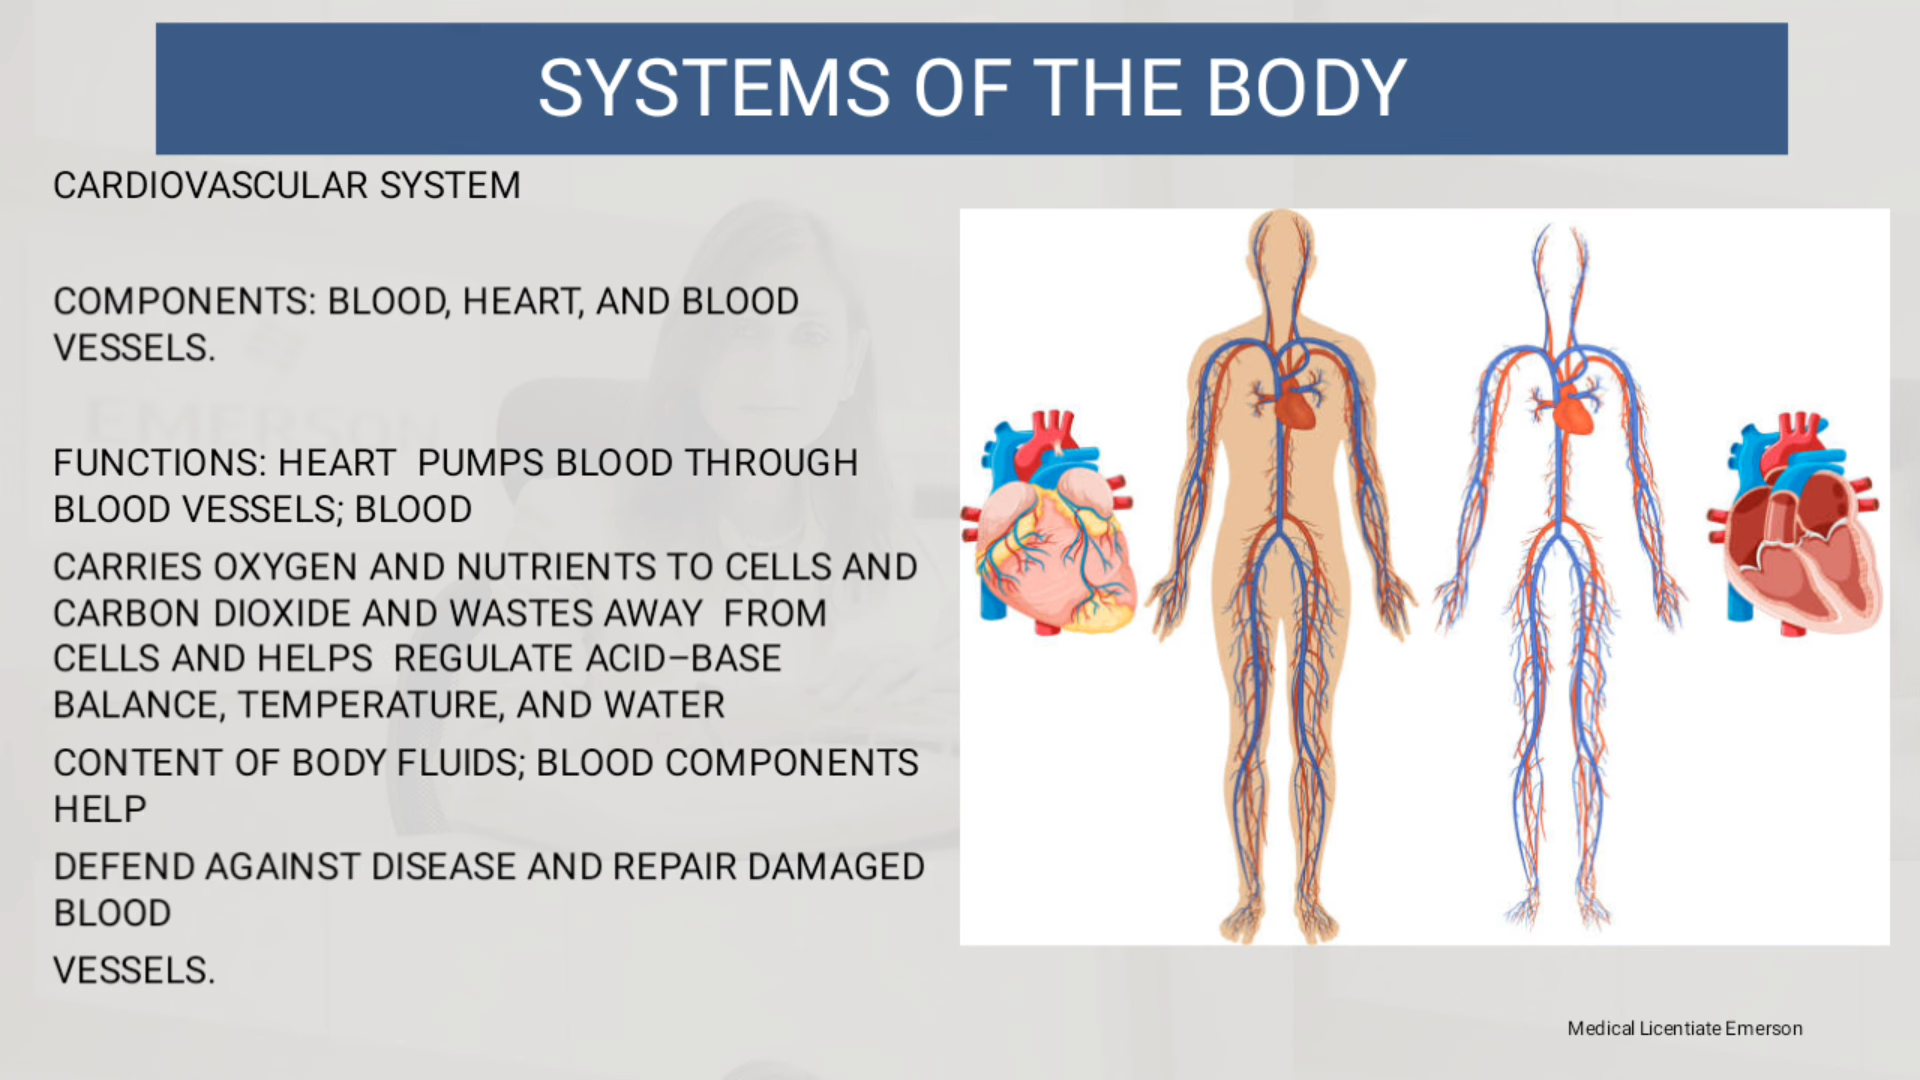 SYSTEMS OF THE BODY
CARDIOVASCULAR SYSTEM
COMPONENTS: BLOOD, HEART, AND BLOOD
VESSELS.
EMERSON
FUNCTIONS: HEART  PUMPS BLOOD THROUGH
BLOOD VESSELS; BLOOD
CARRIES OXYGEN AND NUTRIENTS TO CELLS AND
CARBON DIOXIDE AND WASTES AWAY  FROM
CELLS AND HELPS  REGULATE ACID–BASE
BALANCE, TEMPERATURE, AND WATER
CONTENT OF BODY FLUIDS; BLOOD COMPONENTS
HELP
DEFEND AGAINST DISEASE AND REPAIR DAMAGED
BLOOD
VESSELS.
Medical Licentiate Emerson